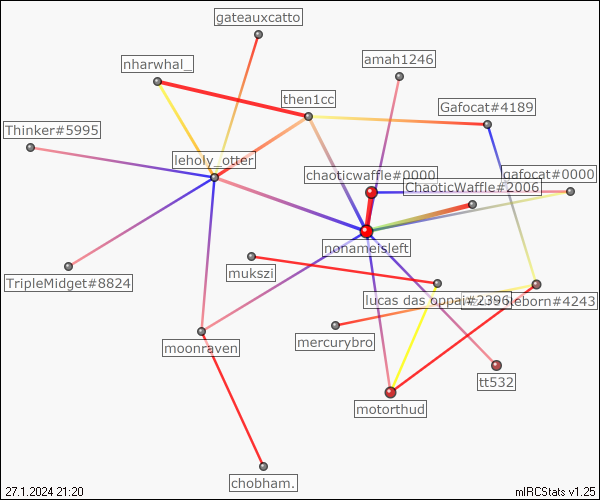 gateauxcatto
nharwhal_
amah1246
then1cc
Gafocat#4189
Thinker#5995
leholy_otter
chaoticwaffle#0000
gafocat#0000
ChaoticWaffle#2006
nonameisleft
mukszi
TripleMidget#8824
lucas das oppai#2396
eborn#4243
mercurybro
moonraven
tt532
motorthud
chobham.
27.1.2024 21:20
mIRCStats v1.25